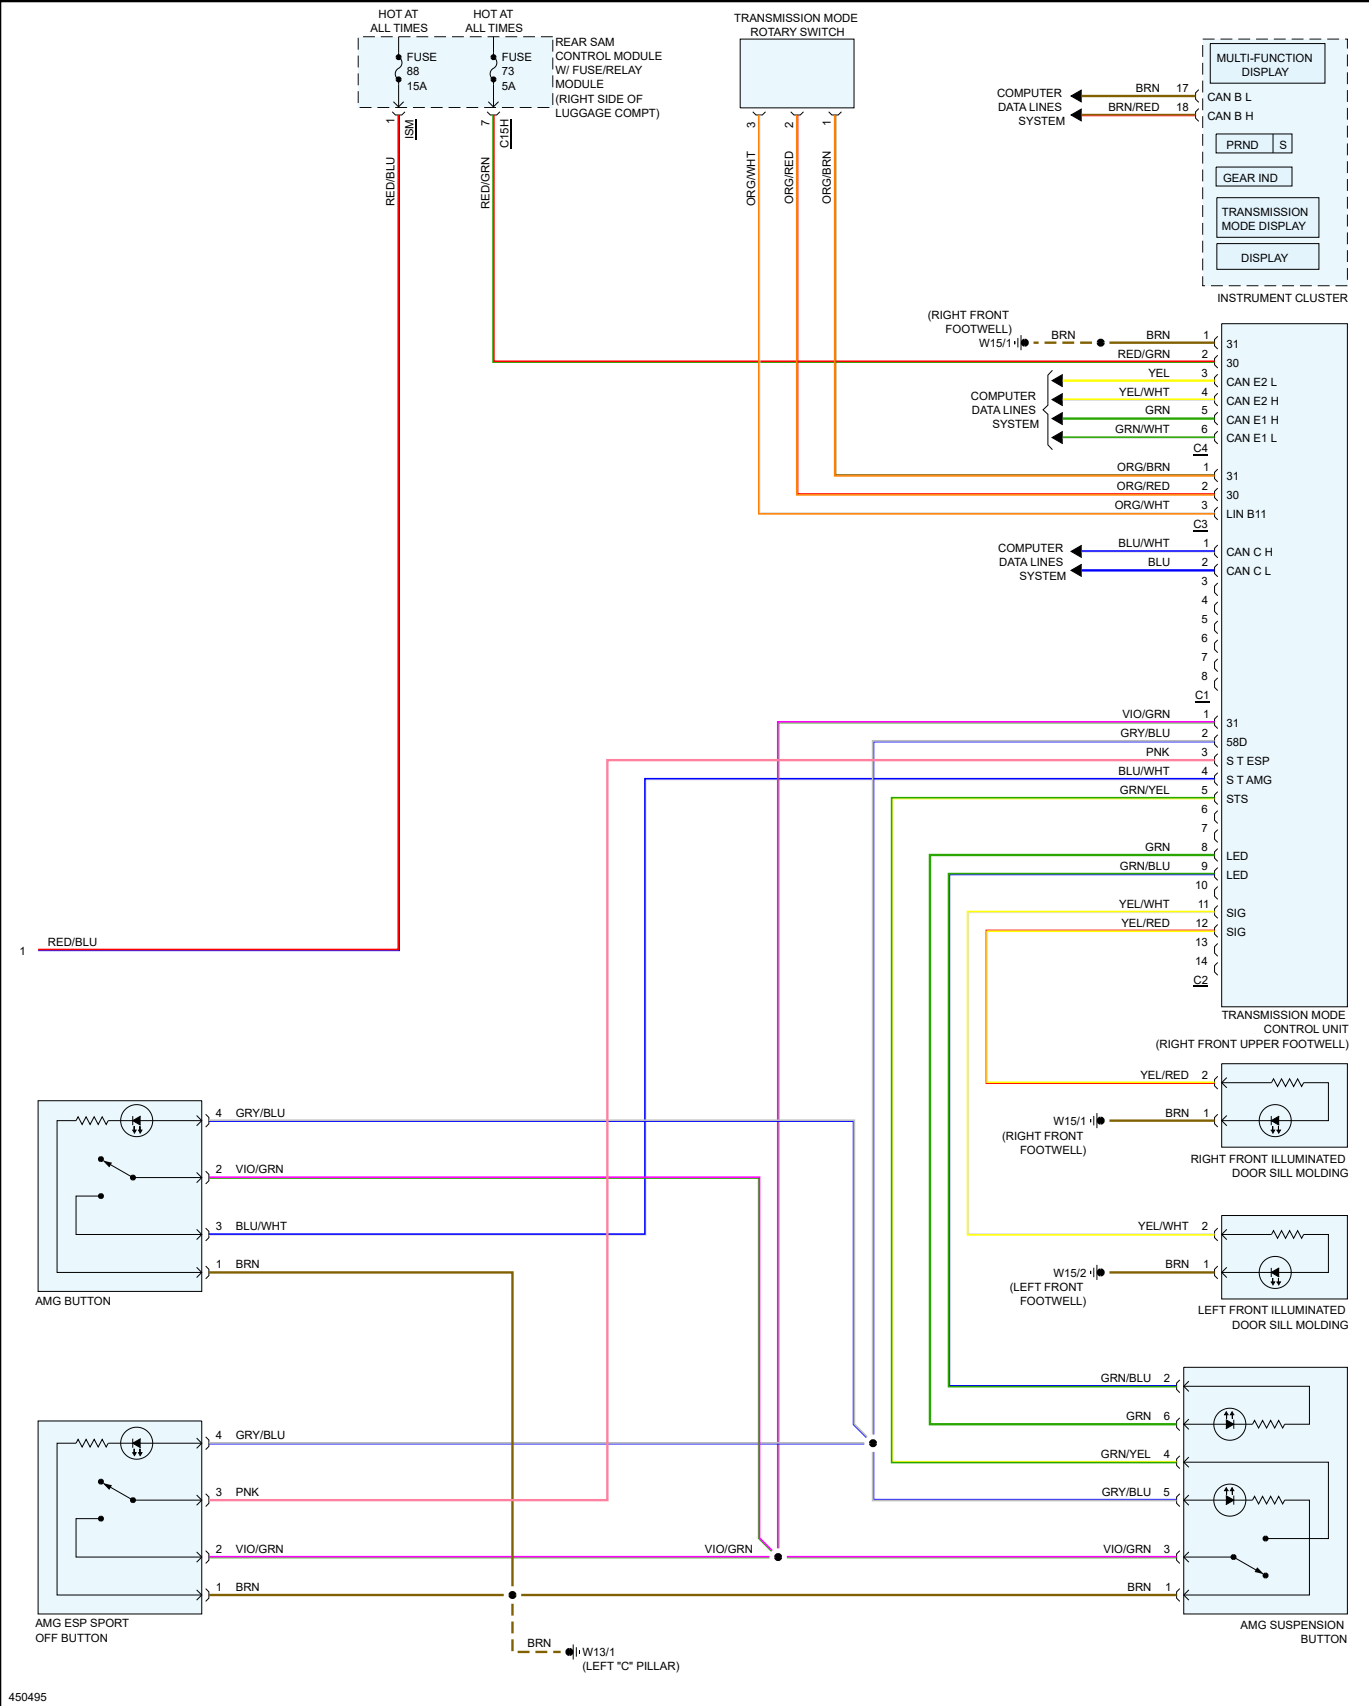 HOT AT
ALL TIMES
HOT AT
ALL TIMES
FUSE
88
15A
FUSE
73
5A
REAR SAM
CONTROL MODULE
W/ FUSE/RELAY
MODULE
(RIGHT SIDE OF
LUGGAGE COMPT)
1
ISM
7
C15H
RED/BLU
RED/GRN
TRANSMISSION MODE
ROTARY SWITCH
3
2
1
ORG/WHT
ORG/RED
ORG/BRN
MULTI-FUNCTION
DISPLAY
COMPUTER
DATA LINES
SYSTEM
BRN 17 CAN B L
BRN/RED 18 CAN B H
PRND S
GEAR IND
TRANSMISSION
MODE DISPLAY
DISPLAY
INSTRUMENT CLUSTER
(RIGHT FRONT
FOOTWELL)
W15/1 BRN BRN 1 31
RED/GRN 2 30
COMPUTER
DATA LINES
SYSTEM
YEL 3 CAN E2 L
YEL/WHT 4 CAN E2 H
GRN 5 CAN E1 H
GRN/WHT 6 CAN E1 L
C4
ORG/BRN 1 31
ORG/RED 2 30
ORG/WHT 3 LIN B11
C3
COMPUTER
DATA LINES
SYSTEM
BLU/WHT 1 CAN C H
BLU 2 CAN C L
3
4
5
6
7
8
C1
VIO/GRN 1 31
GRY/BLU 2 58D
PNK 3 S T ESP
BLU/WHT 4 S T AMG
GRN/YEL 5 STS
6
7
GRN 8 LED
GRN/BLU 9 LED
10
YEL/WHT 11 SIG
YEL/RED 12 SIG
13
14
C2
TRANSMISSION MODE
CONTROL UNIT
(RIGHT FRONT UPPER FOOTWELL)
1 RED/BLU
YEL/RED 2
W15/1 BRN 1
(RIGHT FRONT
FOOTWELL)
RIGHT FRONT ILLUMINATED
DOOR SILL MOLDING
4 GRY/BLU
2 VIO/GRN
3 BLU/WHT
1 BRN
AMG BUTTON
YEL/WHT 2
W15/2 BRN 1
(LEFT FRONT
FOOTWELL)
LEFT FRONT ILLUMINATED
DOOR SILL MOLDING
4 GRY/BLU
3 PNK
2 VIO/GRN VIO/GRN
1 BRN
AMG ESP SPORT
OFF BUTTON
BRN W13/1
(LEFT "C" PILLAR)
GRN/BLU 2
GRN 6
GRN/YEL 4
GRY/BLU 5
VIO/GRN 3
BRN 1
AMG SUSPENSION
BUTTON
450495